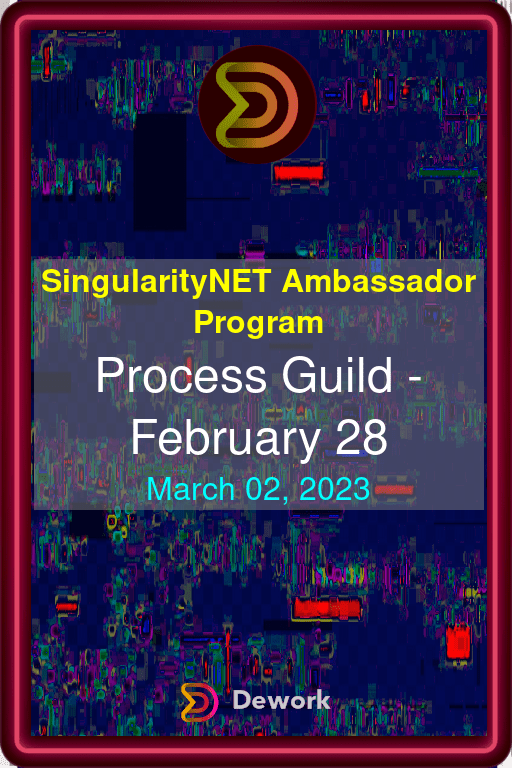 SingularityNET Ambassador
Program
Process Guild -
February 28
March 02, 2023
Dework